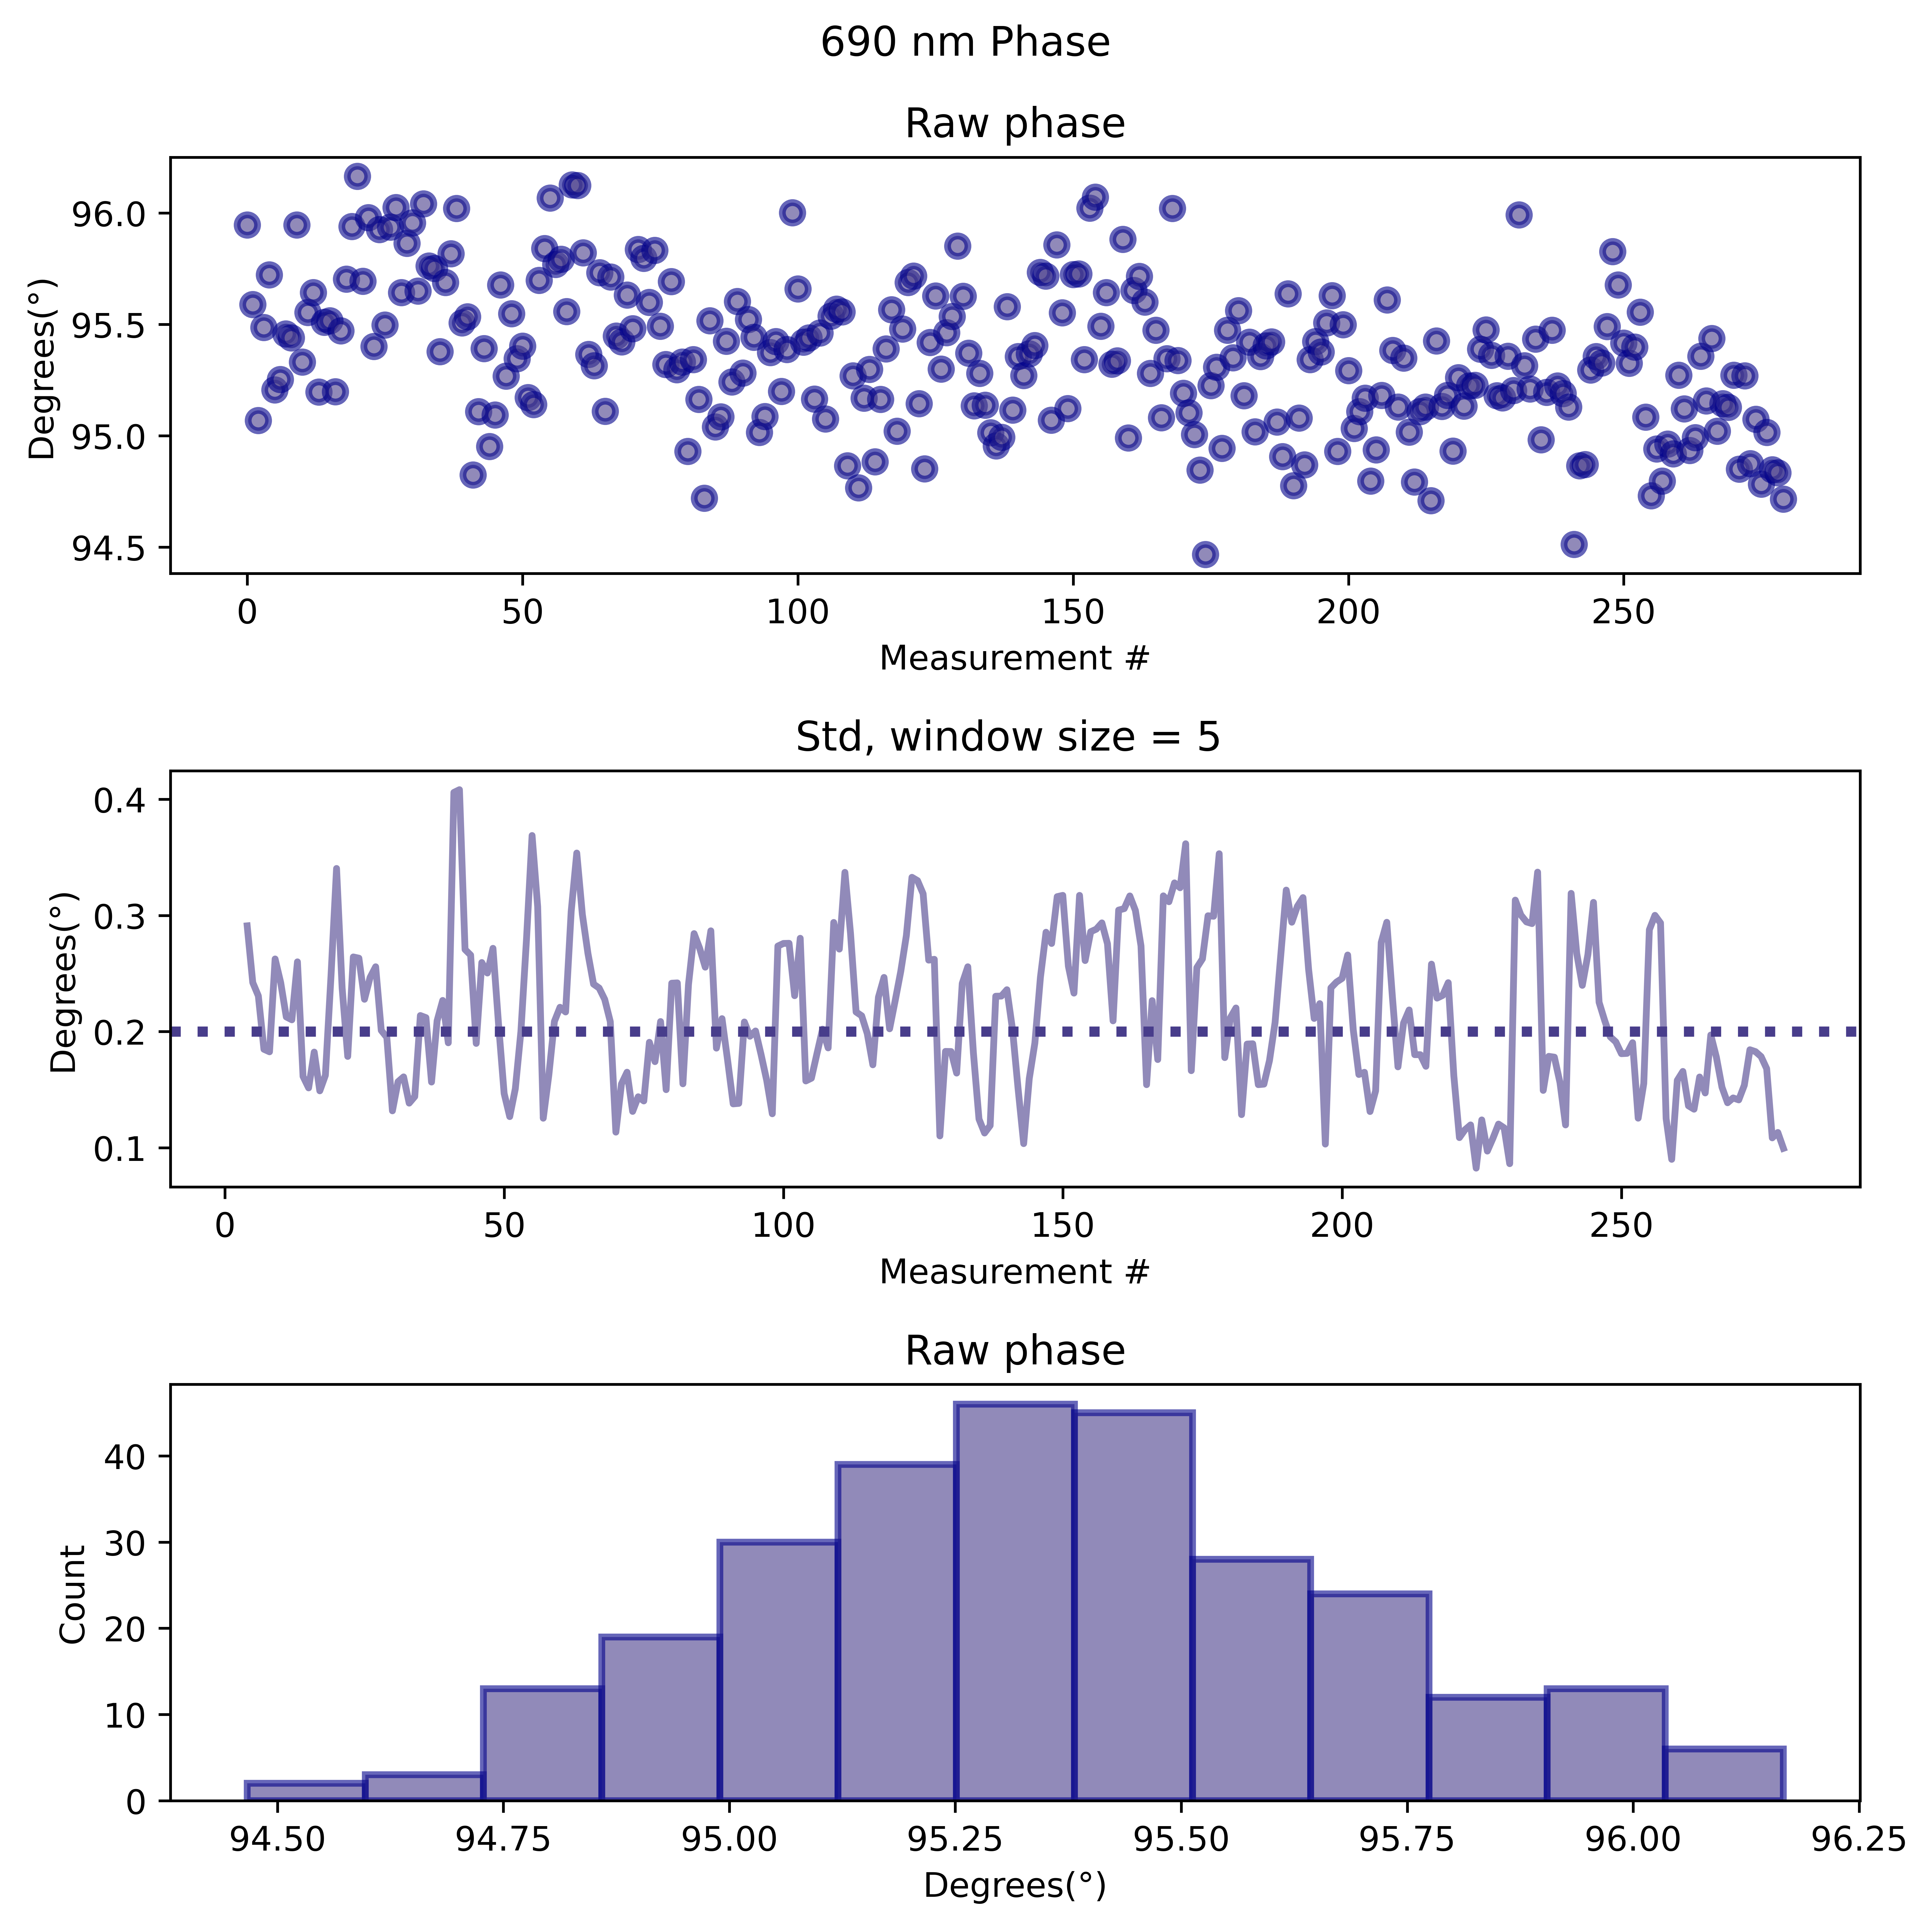 690 nm Phase
Raw phase
Degrees(°)
96.0
95.5
95.0
94.5
0 50 100 150 200 250
Measurement #
Std, window size = 5
Degrees(°)
0.4
0.3
0.2
0.1
0 50 100 150 200 250
Measurement #
Raw phase
Count
40
30
20
10
0
94.50 94.75 95.00 95.25 95.50 95.75 96.00 96.25
Degrees(°)